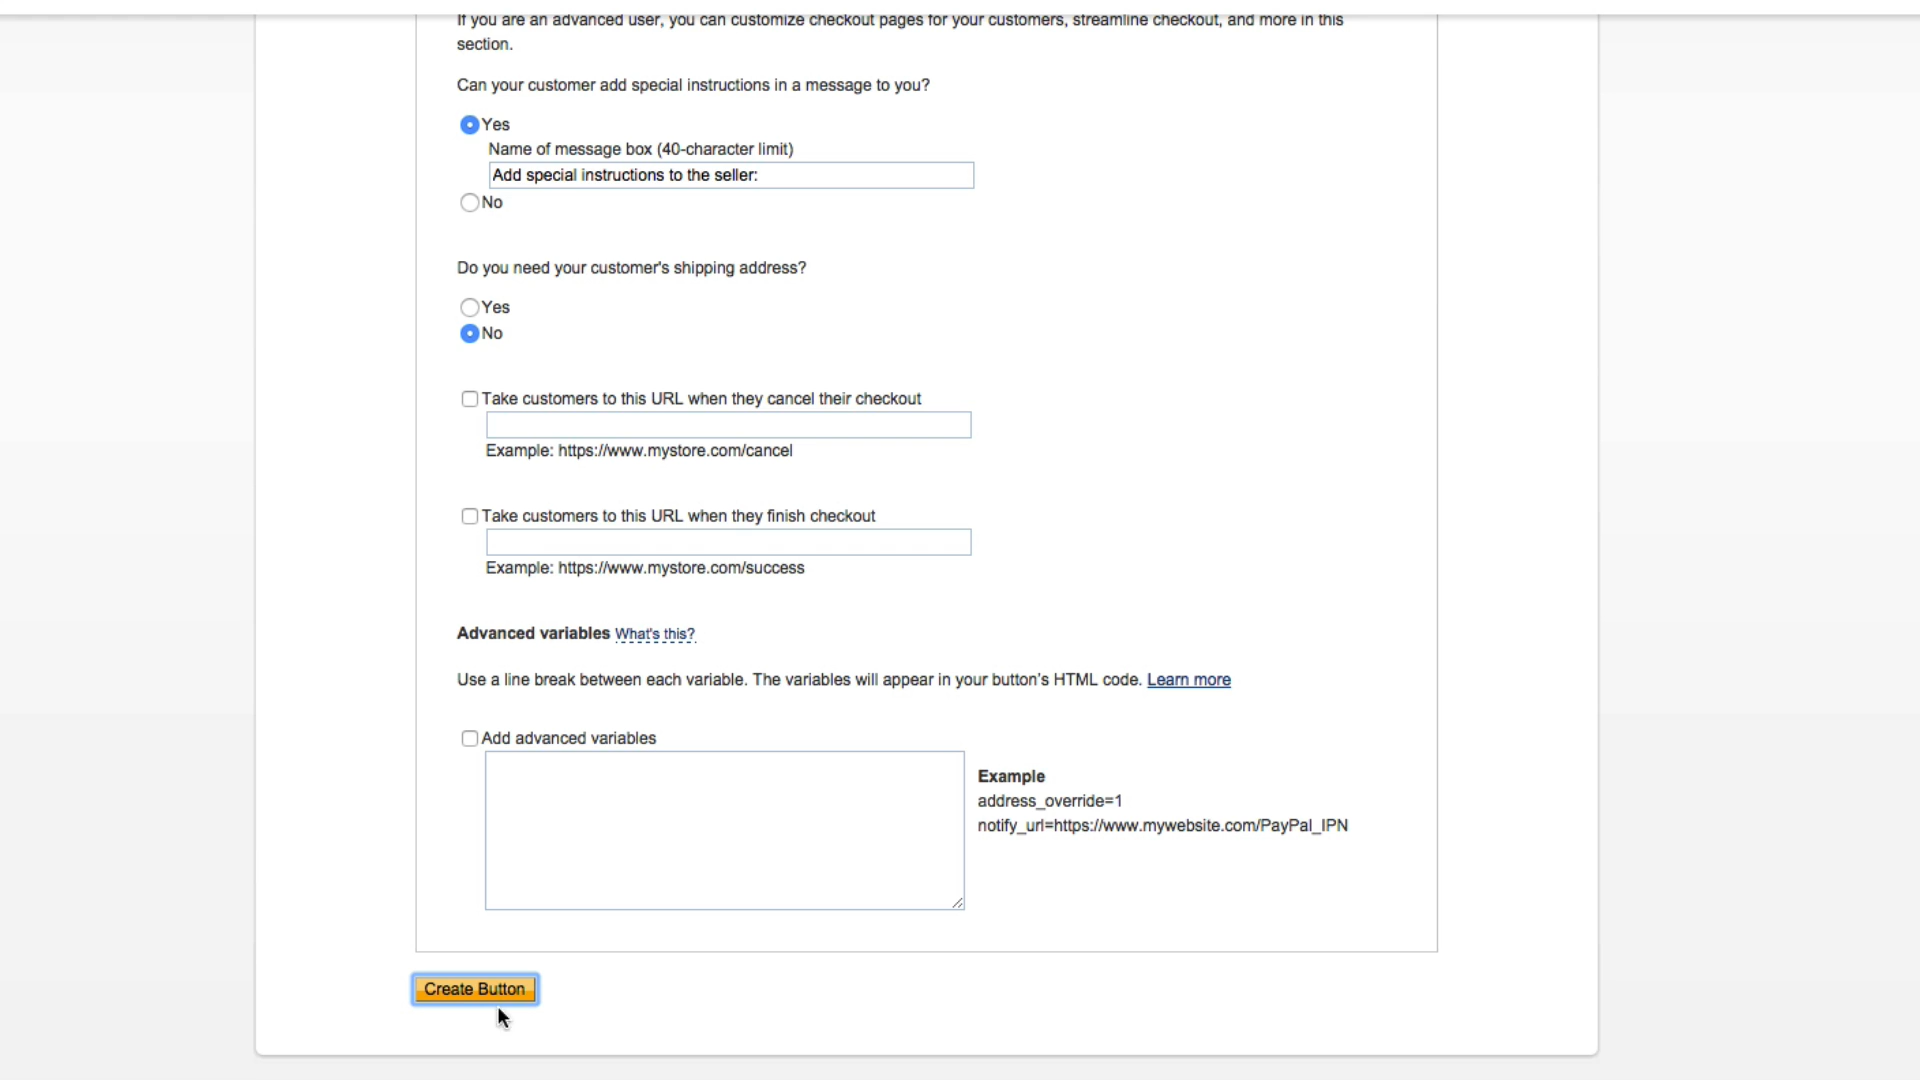 If you are an advanced user, you can customize checkout pages for your customers, streamline checkout, and more in this
section.
Can your customer add special instructions in a message to you?
Yes
Name of message box (40-character limit)
Add special instructions to the seller:
No
Do you need your customer's shipping address?
Yes
No
Take customers to this URL when they cancel their checkout
Example: https://www.mystore.com/cancel
Take customers to this URL when they finish checkout
Example: https://www.mystore.com/success
Advanced variables What's this?
Use a line break between each variable. The variables will appear in your button's HTML code. Learn more
Add advanced variables
Example
address_override=1
notify_url=https://www.mywebsite.com/PayPal_IPN
Create Button